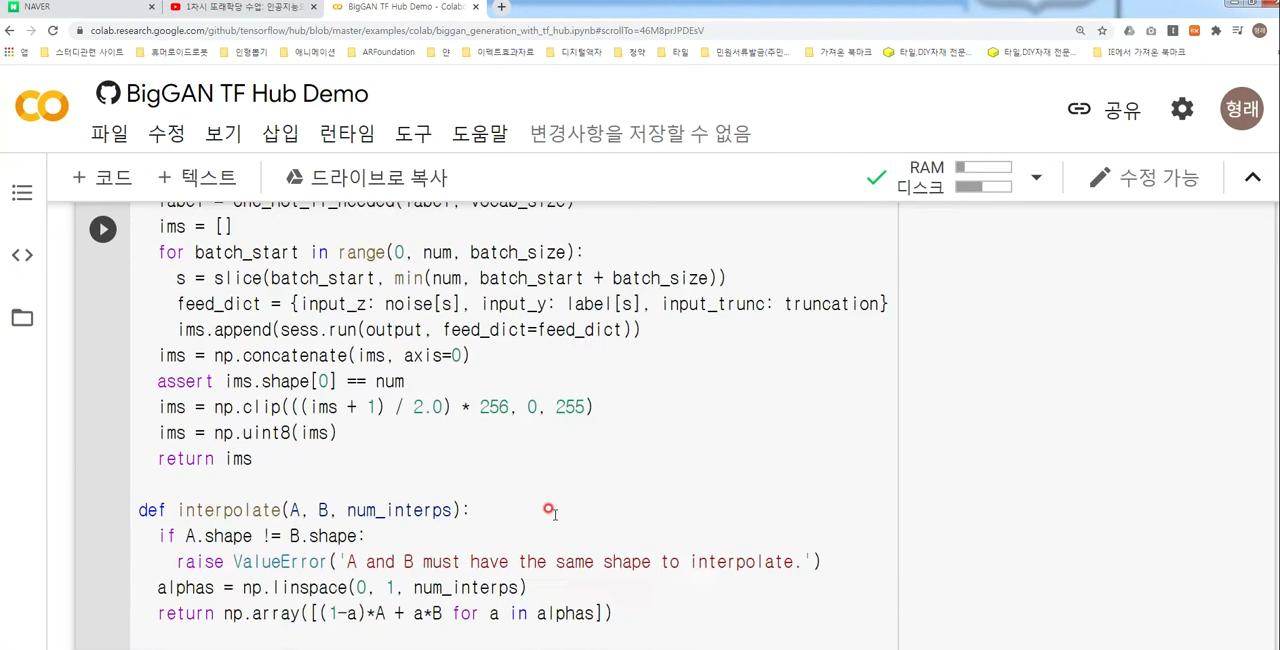 NAVER
1차시 또래학당 수업: 인공지능의
BigGAN TF Hub Demo - Colab
colab.research.google.com/github/tensorflow/hub/blob/master/examples/colab/biggan_generation_with_tf_hub.ipynb#scrollTo=46M8prJPDEsV
앱 스터디관련 사이트 휴머로이드로봇 인형뽑기 애니메이션 ARFoundation 얀 이펙트효과자료 디지털액자 청약 타일 민원서류발급(주민... 가져온 북마크 타일,DIY자재 전문... 타일,DIY자재 전문... IE에서 가져온 북마크
BigGAN TF Hub Demo
공유
형래
파일 수정 보기 삽입 런타임 도구 도움말 변경사항을 저장할 수 없음
+ 코드 + 텍스트 드라이브로 복사
RAM
디스크
수정 가능
label = one_hot_if_needed(label, vocab_size)
ims = []
for batch_start in range(0, num, batch_size):
s = slice(batch_start, min(num, batch_start + batch_size))
feed_dict = {input_z: noise[s], input_y: label[s], input_trunc: truncation}
ims.append(sess.run(output, feed_dict=feed_dict))
ims = np.concatenate(ims, axis=0)
assert ims.shape[0] == num
ims = np.clip(((ims + 1) / 2.0) * 256, 0, 255)
ims = np.uint8(ims)
return ims
def interpolate(A, B, num_interps):
if A.shape != B.shape:
raise ValueError('A and B must have the same shape to interpolate.')
alphas = np.linspace(0, 1, num_interps)
return np.array([(1-a)*A + a*B for a in alphas])